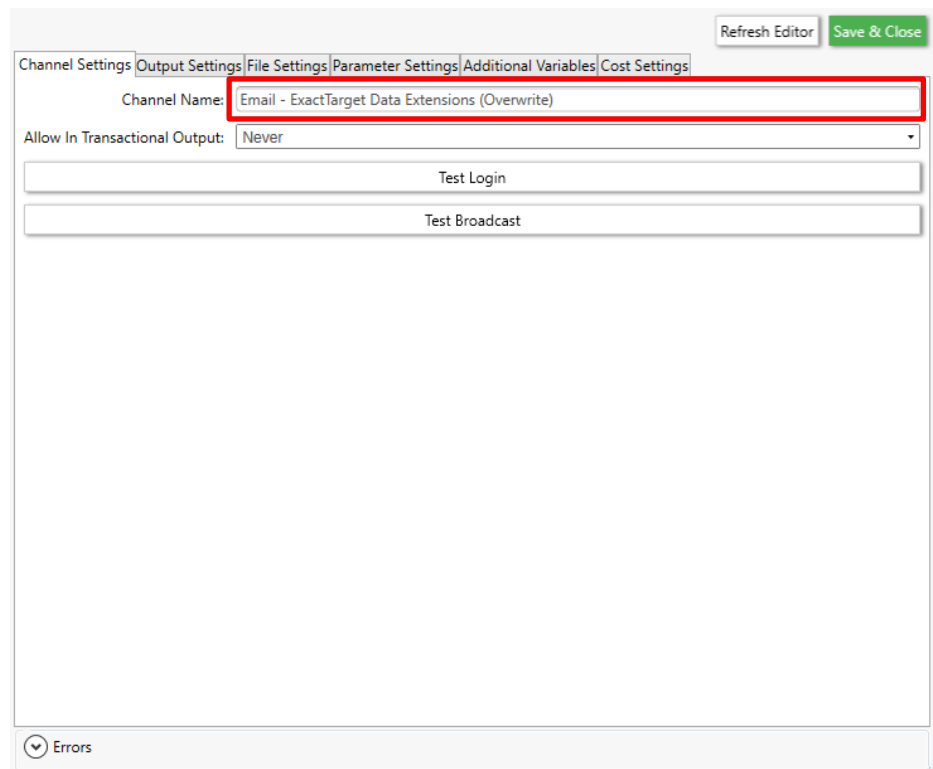 Refresh Editor Save & Close
Channel Settings Output Settings File Settings Parameter Settings Additional Variables Cost Settings
Channel Name: Email - ExactTarget Data Extensions (Overwrite)
Allow In Transactional Output: Never
Test Login
Test Broadcast
Errors